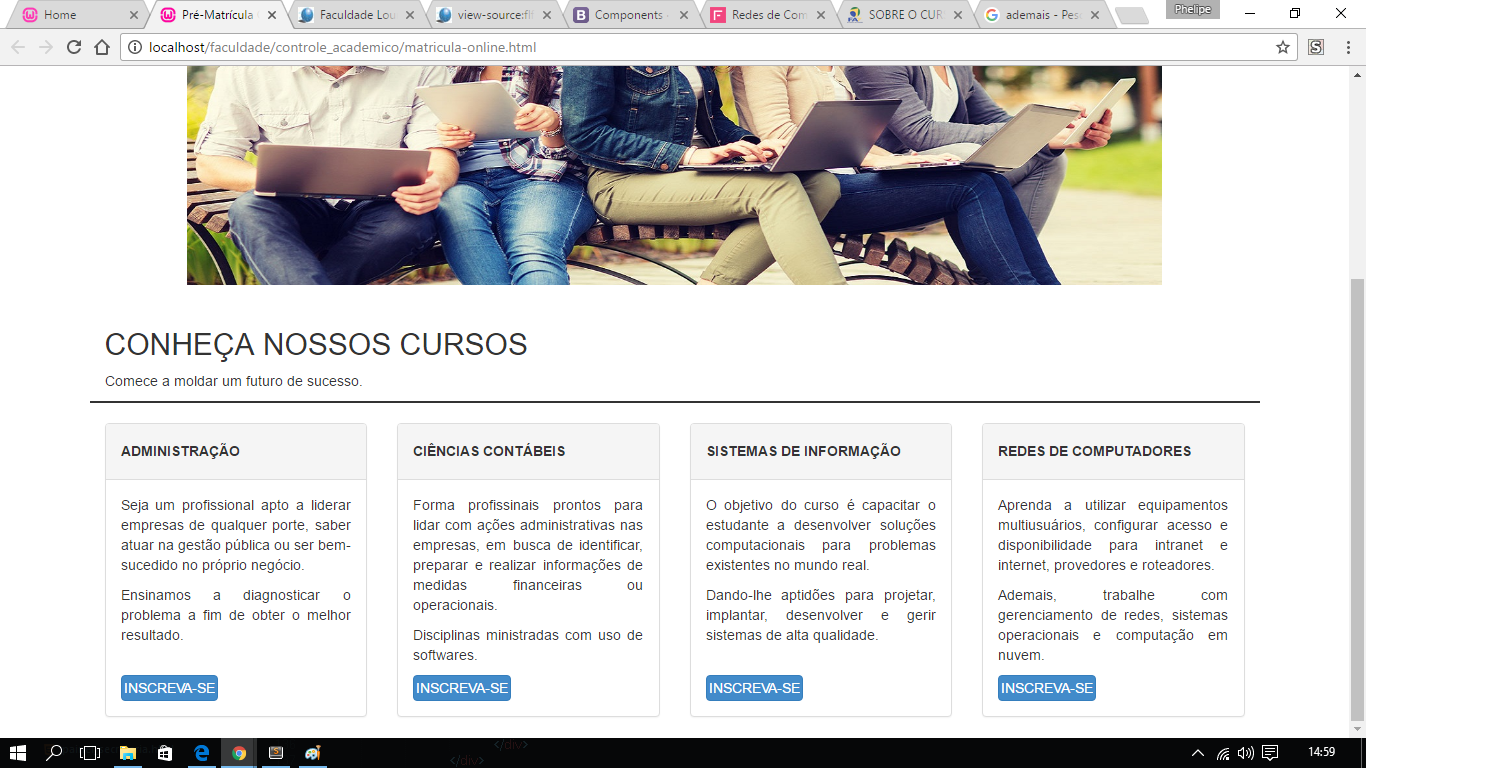 Home
Pré-Matrícula
Faculdade Lou
view-source:flf
Components -
Redes de Com
SOBRE O CUR
ademais - Pes
Phelipe
localhost/faculdade/controle_academico/matricula-online.html
CONHEÇA NOSSOS CURSOS
Comece a moldar um futuro de sucesso.
ADMINISTRAÇÃO
Seja um profissional apto a liderar
empresas de qualquer porte, saber
atuar na gestão pública ou ser bem-
sucedido no próprio negócio.
Ensinamos a diagnosticar o
problema a fim de obter o melhor
resultado.
INSCREVA-SE
CIÊNCIAS CONTÁBEIS
Forma profissinais prontos para
lidar com ações administrativas nas
empresas, em busca de identificar,
preparar e realizar informações de
medidas financeiras ou
operacionais.
Disciplinas ministradas com uso de
softwares.
INSCREVA-SE
SISTEMAS DE INFORMAÇÃO
O objetivo do curso é capacitar o
estudante a desenvolver soluções
computacionais para problemas
existentes no mundo real.
Dando-lhe aptidões para projetar,
implantar, desenvolver e gerir
sistemas de alta qualidade.
INSCREVA-SE
REDES DE COMPUTADORES
Aprenda a utilizar equipamentos
multiusuários, configurar acesso e
disponibilidade para intranet e
internet, provedores e roteadores.
Ademais, trabalhe com
gerenciamento de redes, sistemas
operacionais e computação em
nuvem.
INSCREVA-SE
</div>
</div>
14:59